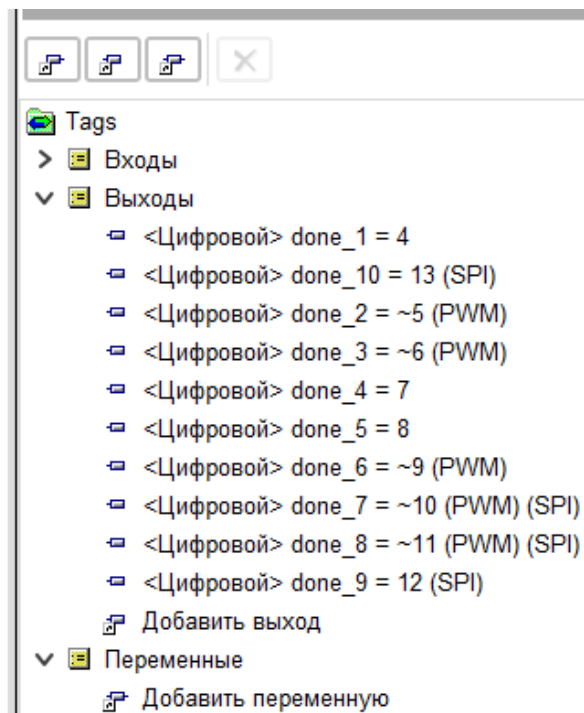 Tags
Входы
Выходы
<Цифровой> done_1 = 4
<Цифровой> done_10 = 13 (SPI)
<Цифровой> done_2 = ~5 (PWM)
<Цифровой> done_3 = ~6 (PWM)
<Цифровой> done_4 = 7
<Цифровой> done_5 = 8
<Цифровой> done_6 = ~9 (PWM)
<Цифровой> done_7 = ~10 (PWM) (SPI)
<Цифровой> done_8 = ~11 (PWM) (SPI)
<Цифровой> done_9 = 12 (SPI)
Добавить выход
Переменные
Добавить переменную